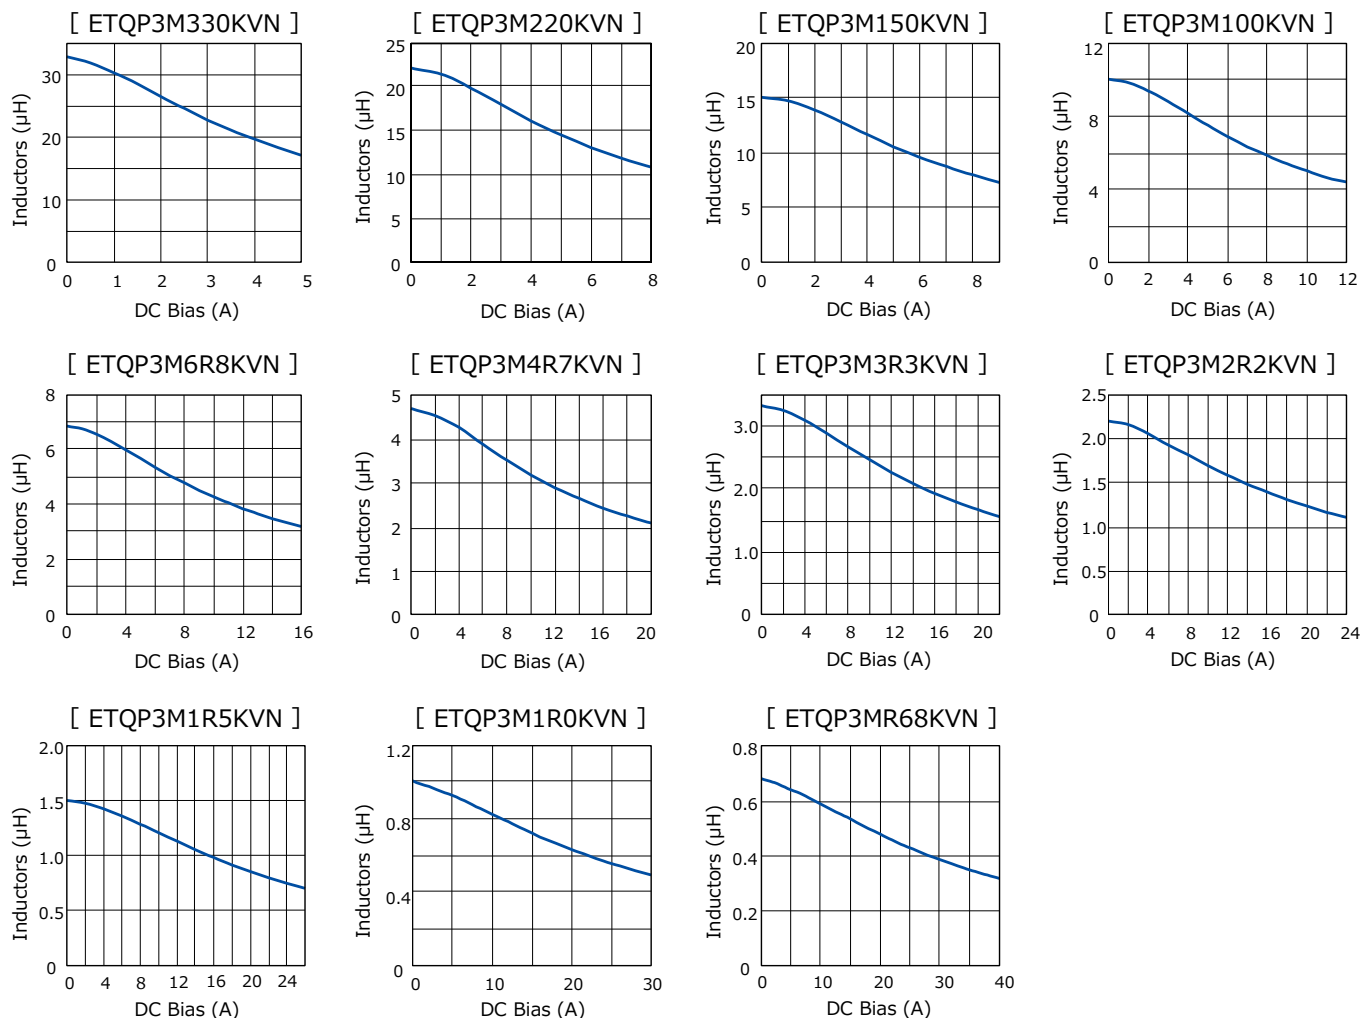 [ ETQP3M330KVN ]
Inductors (μH)
30
20
10
0
0 1 2 3 4 5
DC Bias (A)
[ ETQP3M220KVN ]
Inductors (μH)
25
20
15
10
5
0
0 2 4 6 8
DC Bias (A)
[ ETQP3M150KVN ]
Inductors (μH)
20
15
10
5
0
0 2 4 6 8
DC Bias (A)
[ ETQP3M100KVN ]
Inductors (μH)
12
8
4
0
0 2 4 6 8 10 12
DC Bias (A)
[ ETQP3M6R8KVN ]
Inductors (μH)
8
6
4
2
0
0 4 8 12 16
DC Bias (A)
[ ETQP3M4R7KVN ]
Inductors (μH)
5
4
3
2
1
0
0 4 8 12 16 20
DC Bias (A)
[ ETQP3M3R3KVN ]
Inductors (μH)
3.0
2.0
1.0
0
0 4 8 12 16 20
DC Bias (A)
[ ETQP3M2R2KVN ]
Inductors (μH)
2.5
2.0
1.5
1.0
0.5
0
0 4 8 12 16 20 24
DC Bias (A)
[ ETQP3M1R5KVN ]
Inductors (μH)
2.0
1.5
1.0
0.5
0
0 4 8 12 16 20 24
DC Bias (A)
[ ETQP3M1R0KVN ]
Inductors (μH)
1.2
0.8
0.4
0
0 10 20 30
DC Bias (A)
[ ETQP3MR68KVN ]
Inductors (μH)
0.8
0.6
0.4
0.2
0
0 10 20 30 40
DC Bias (A)